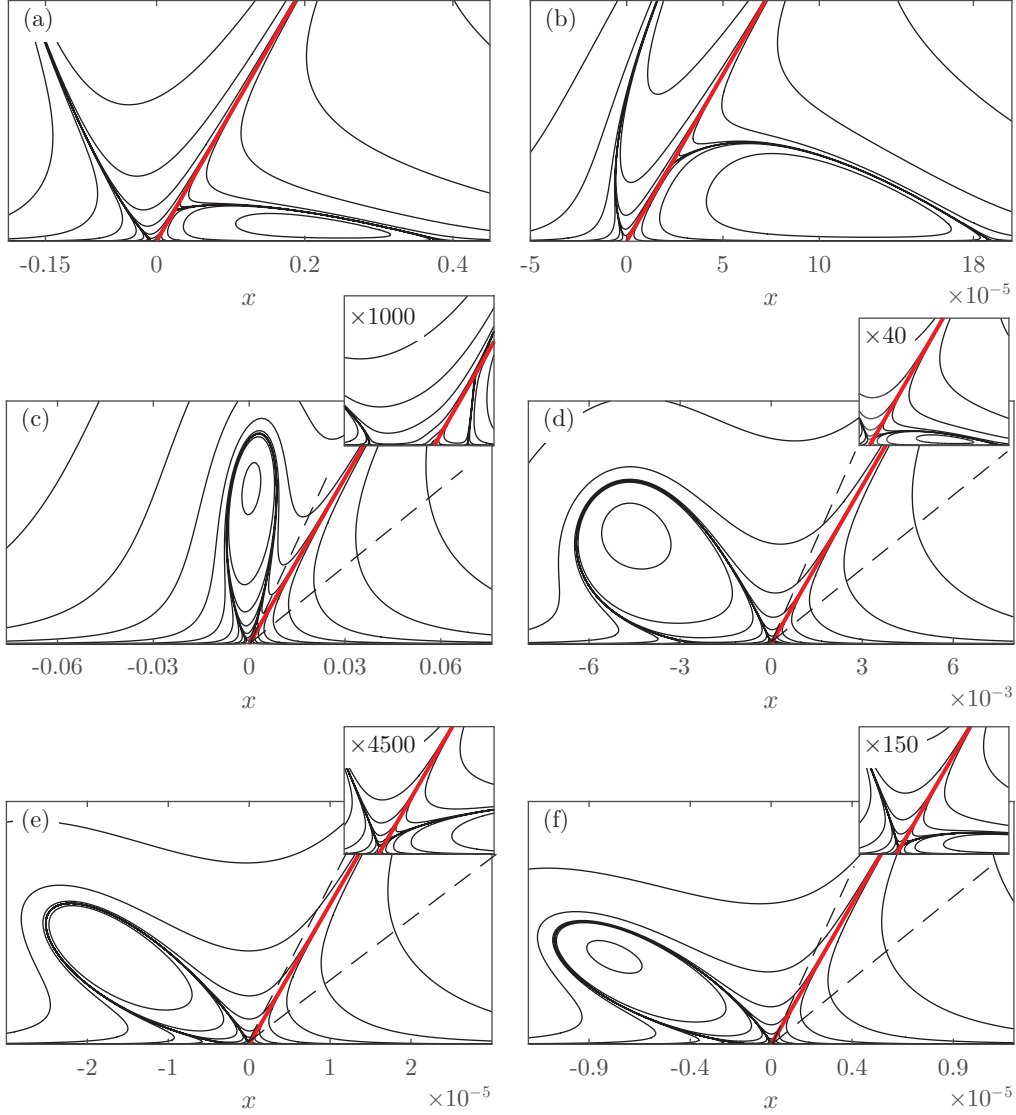 (a) (b)
-0.15 0 0.2 0.4 -5 0 5 10 18
×10⁻⁵
x x
×1000 ×40
(c) (d)
-0.06 -0.03 0 0.03 0.06 -6 -3 0 3 6
×10⁻³
x x
×4500 ×150
(e) (f)
-2 -1 0 1 2 -0.9 -0.4 0 0.4 0.9
×10⁻⁵ ×10⁻⁵
x x